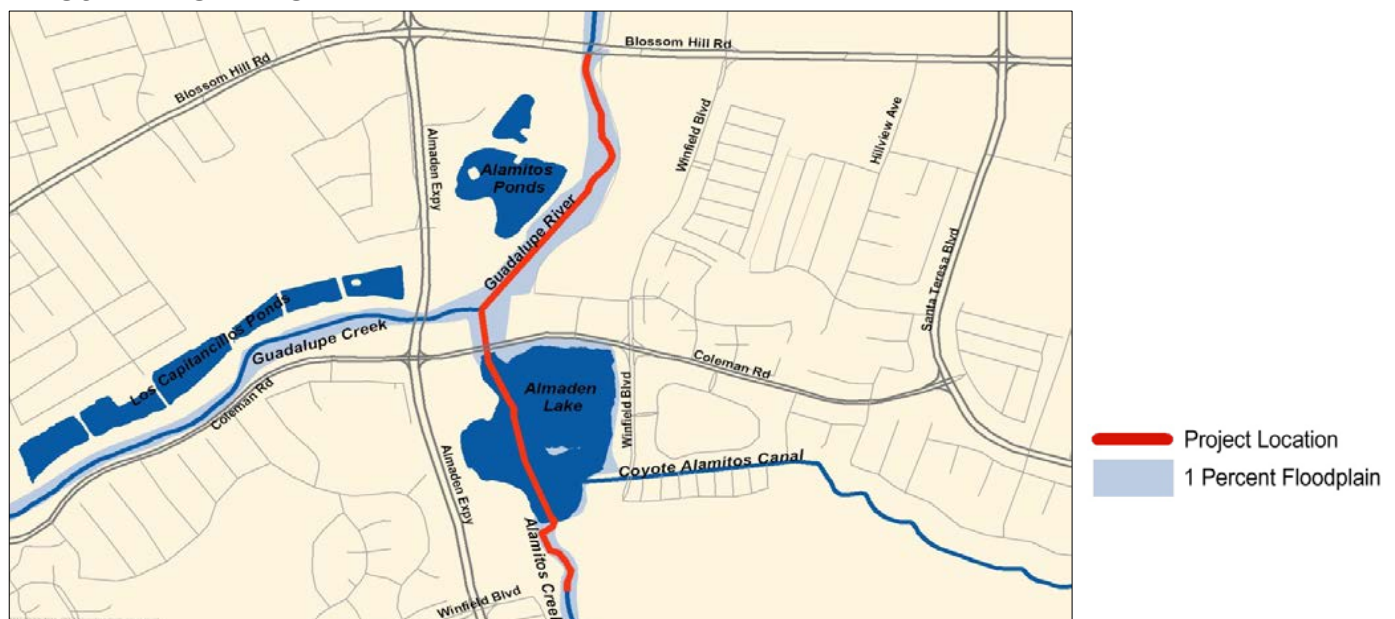 Blossom Hill Rd
Blossom Hill Rd
Almaden Expy
Alamitos
Ponds
Winfield Blvd
Hillview Ave
Guadalupe River
Santa Teresa Blvd
Los Capitancillos Ponds
Guadalupe Creek
Coleman Rd
Coleman Rd
Almaden
Lake
Winfield Blvd
Coyote Alamitos Canal
Almaden Expy
Alamitos Creek
Winfield Blvd
Project Location
1 Percent Floodplain